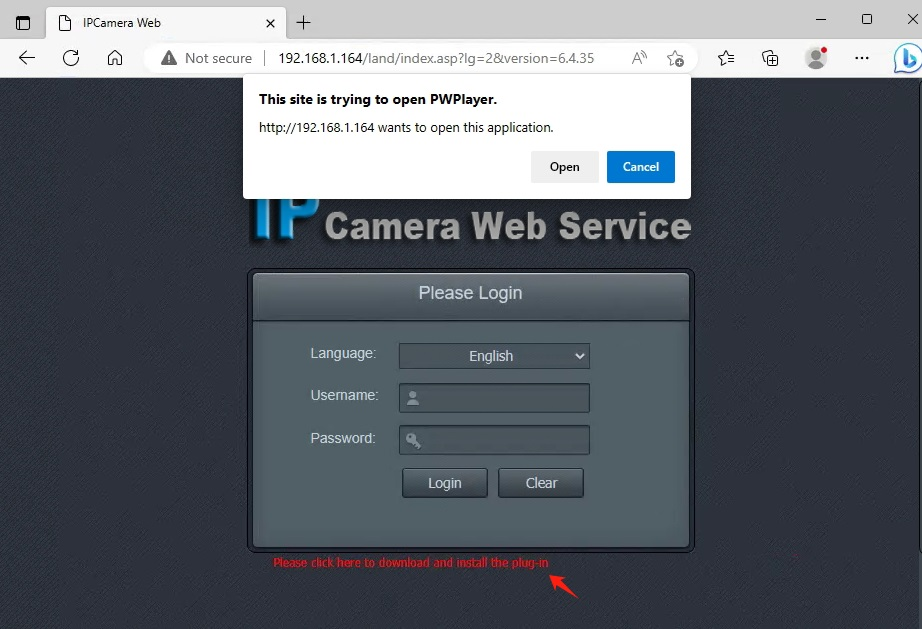 IPCamera Web
Not secure
192.168.1.164/land/index.asp?lg=2&version=6.4.35
This site is trying to open PWPlayer.
http://192.168.1.164 wants to open this application.
Open
Cancel
IP Camera Web Service
Please Login
Language:
English
Username:
Password:
Login
Clear
Please click here to download and install the plug-in